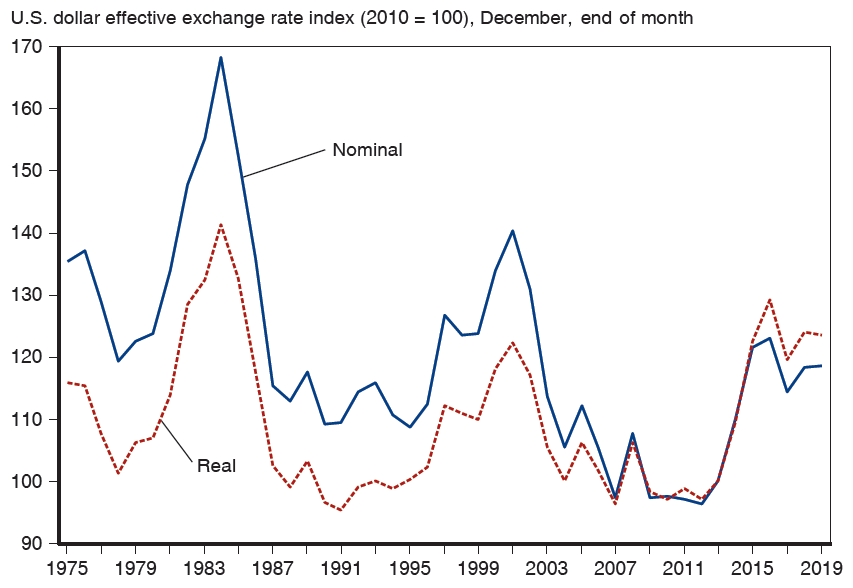 U.S. dollar effective exchange rate index (2010 = 100), December, end of month
170
160
150
140
130
120
110
100
90
Nominal
Real
1975 1979 1983 1987 1991 1995 1999 2003 2007 2011 2015 2019